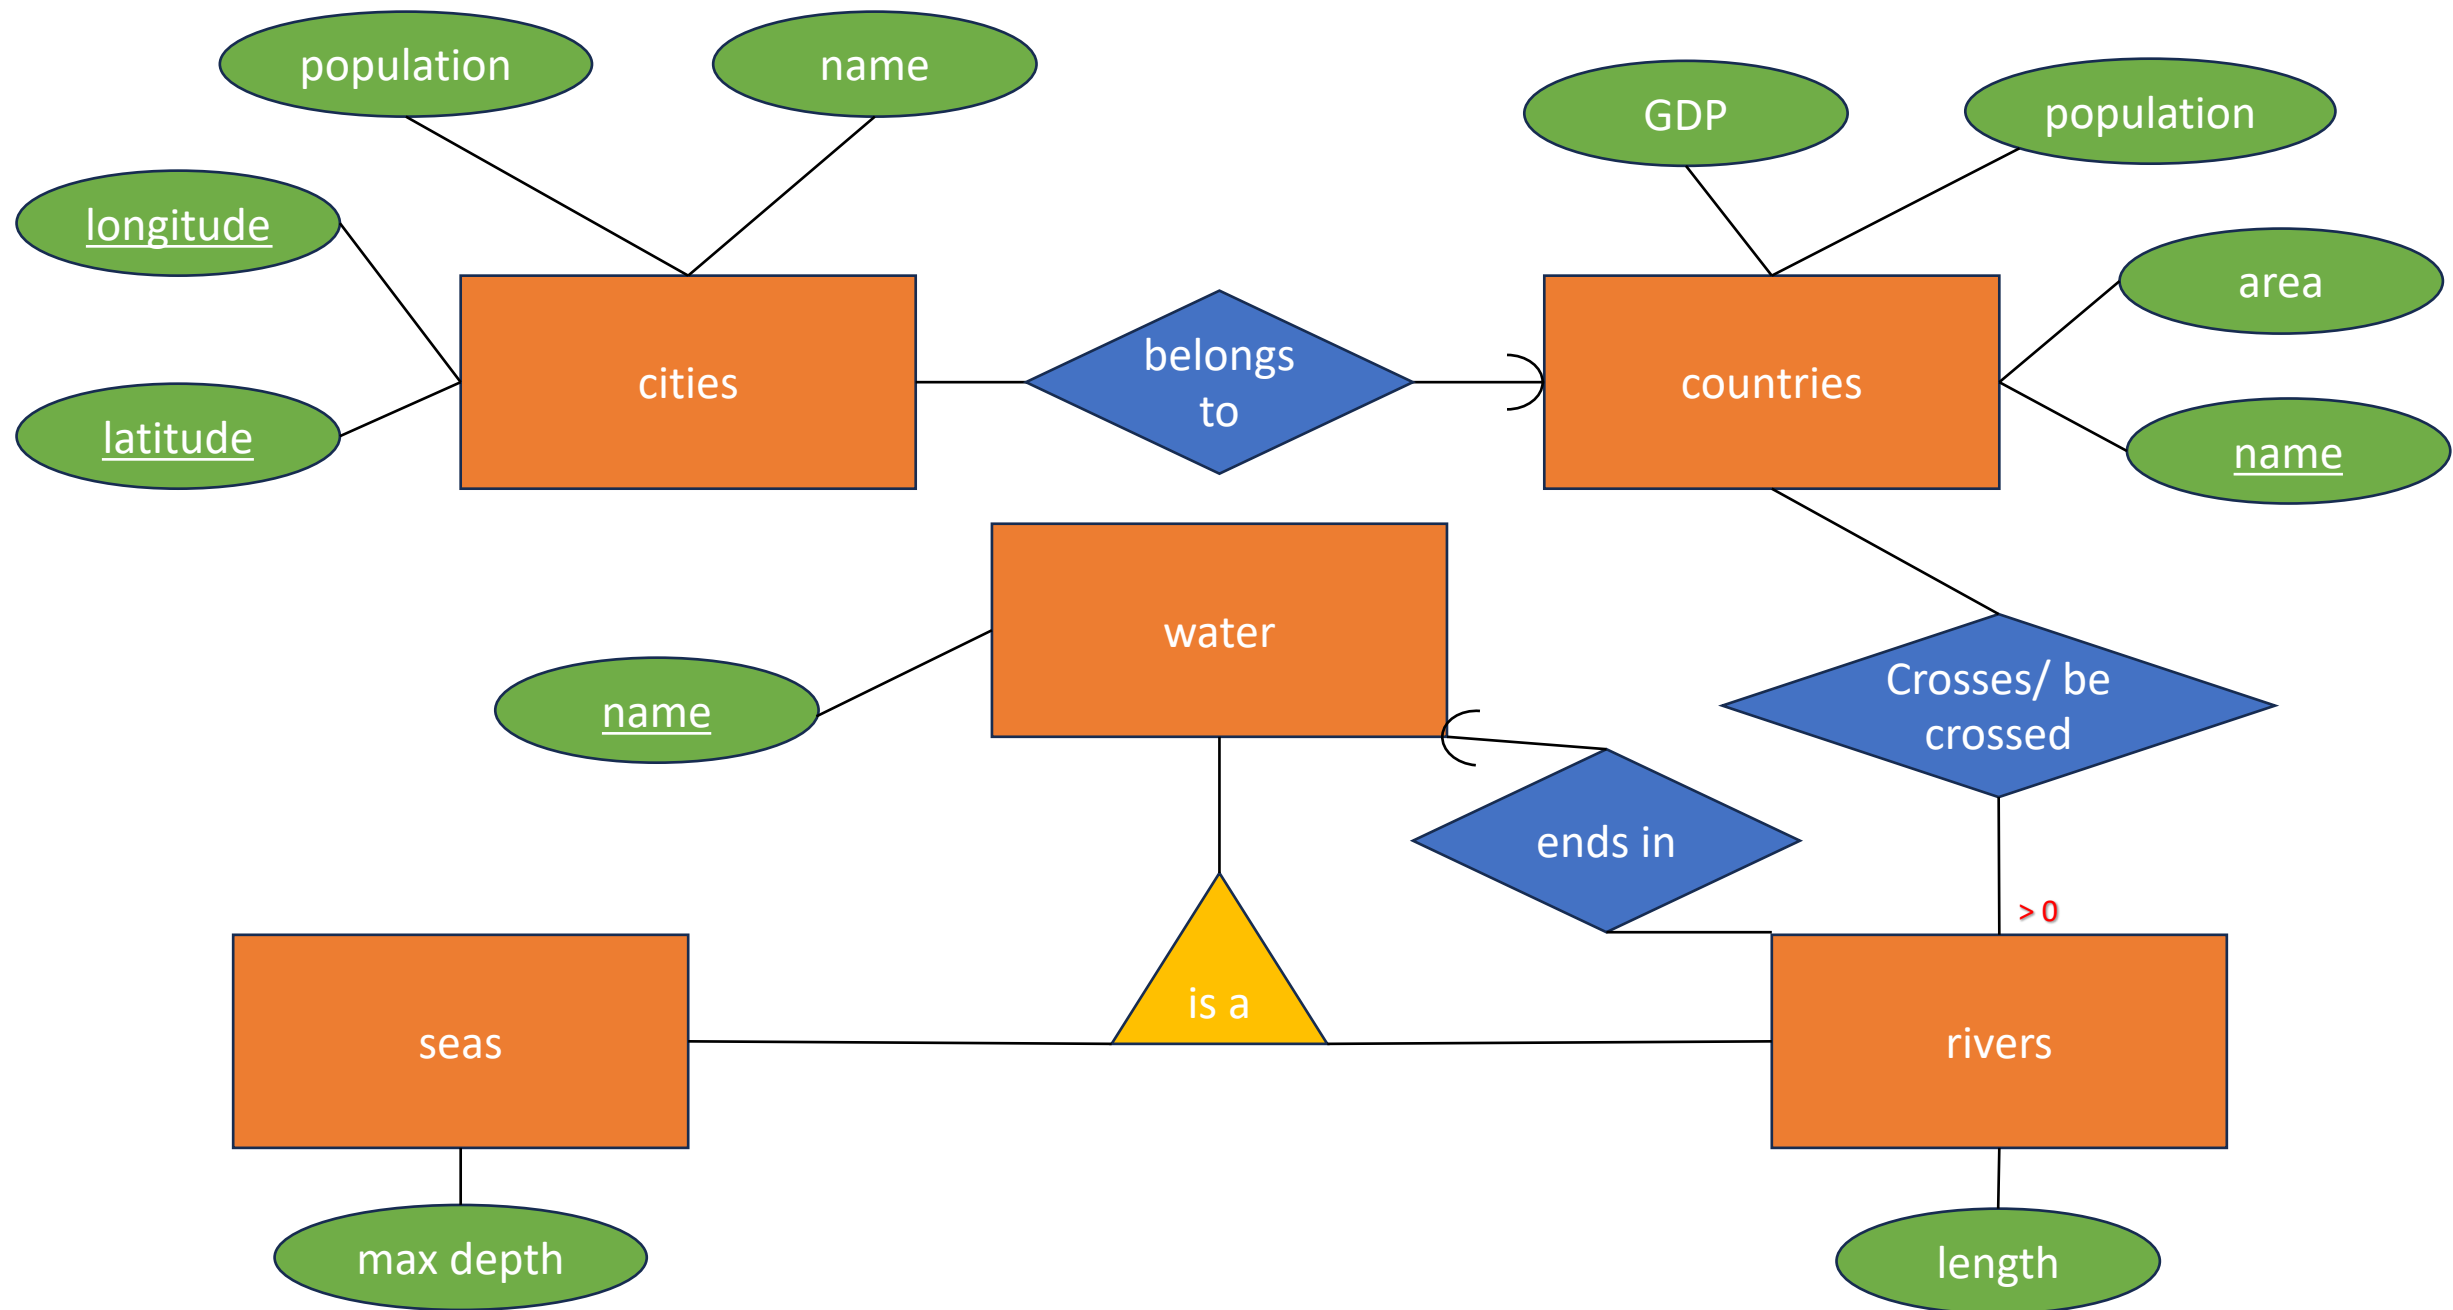 population
name
GDP
population
longitude
area
belongs
to
cities
countries
latitude
name
water
name
Crosses/ be
crossed
ends in
> 0
is a
seas
rivers
max depth
length